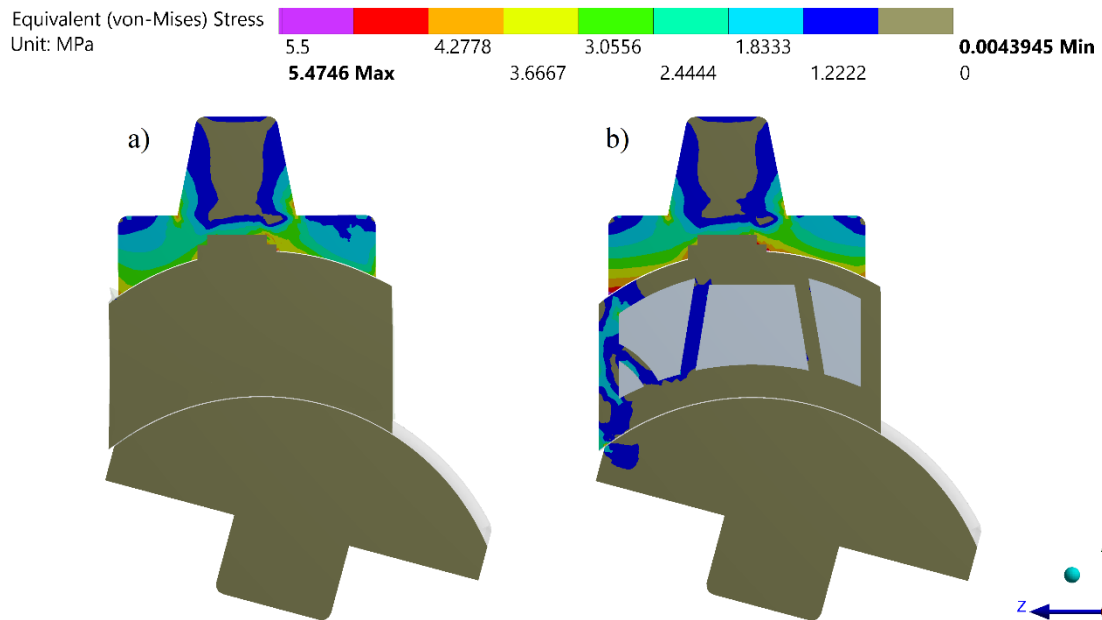 Equivalent (von-Mises) Stress
Unit: MPa
5.5 4.2778 3.0556 1.8333 0.0043945 Min
5.4746 Max 3.6667 2.4444 1.2222 0
a) b)
Z